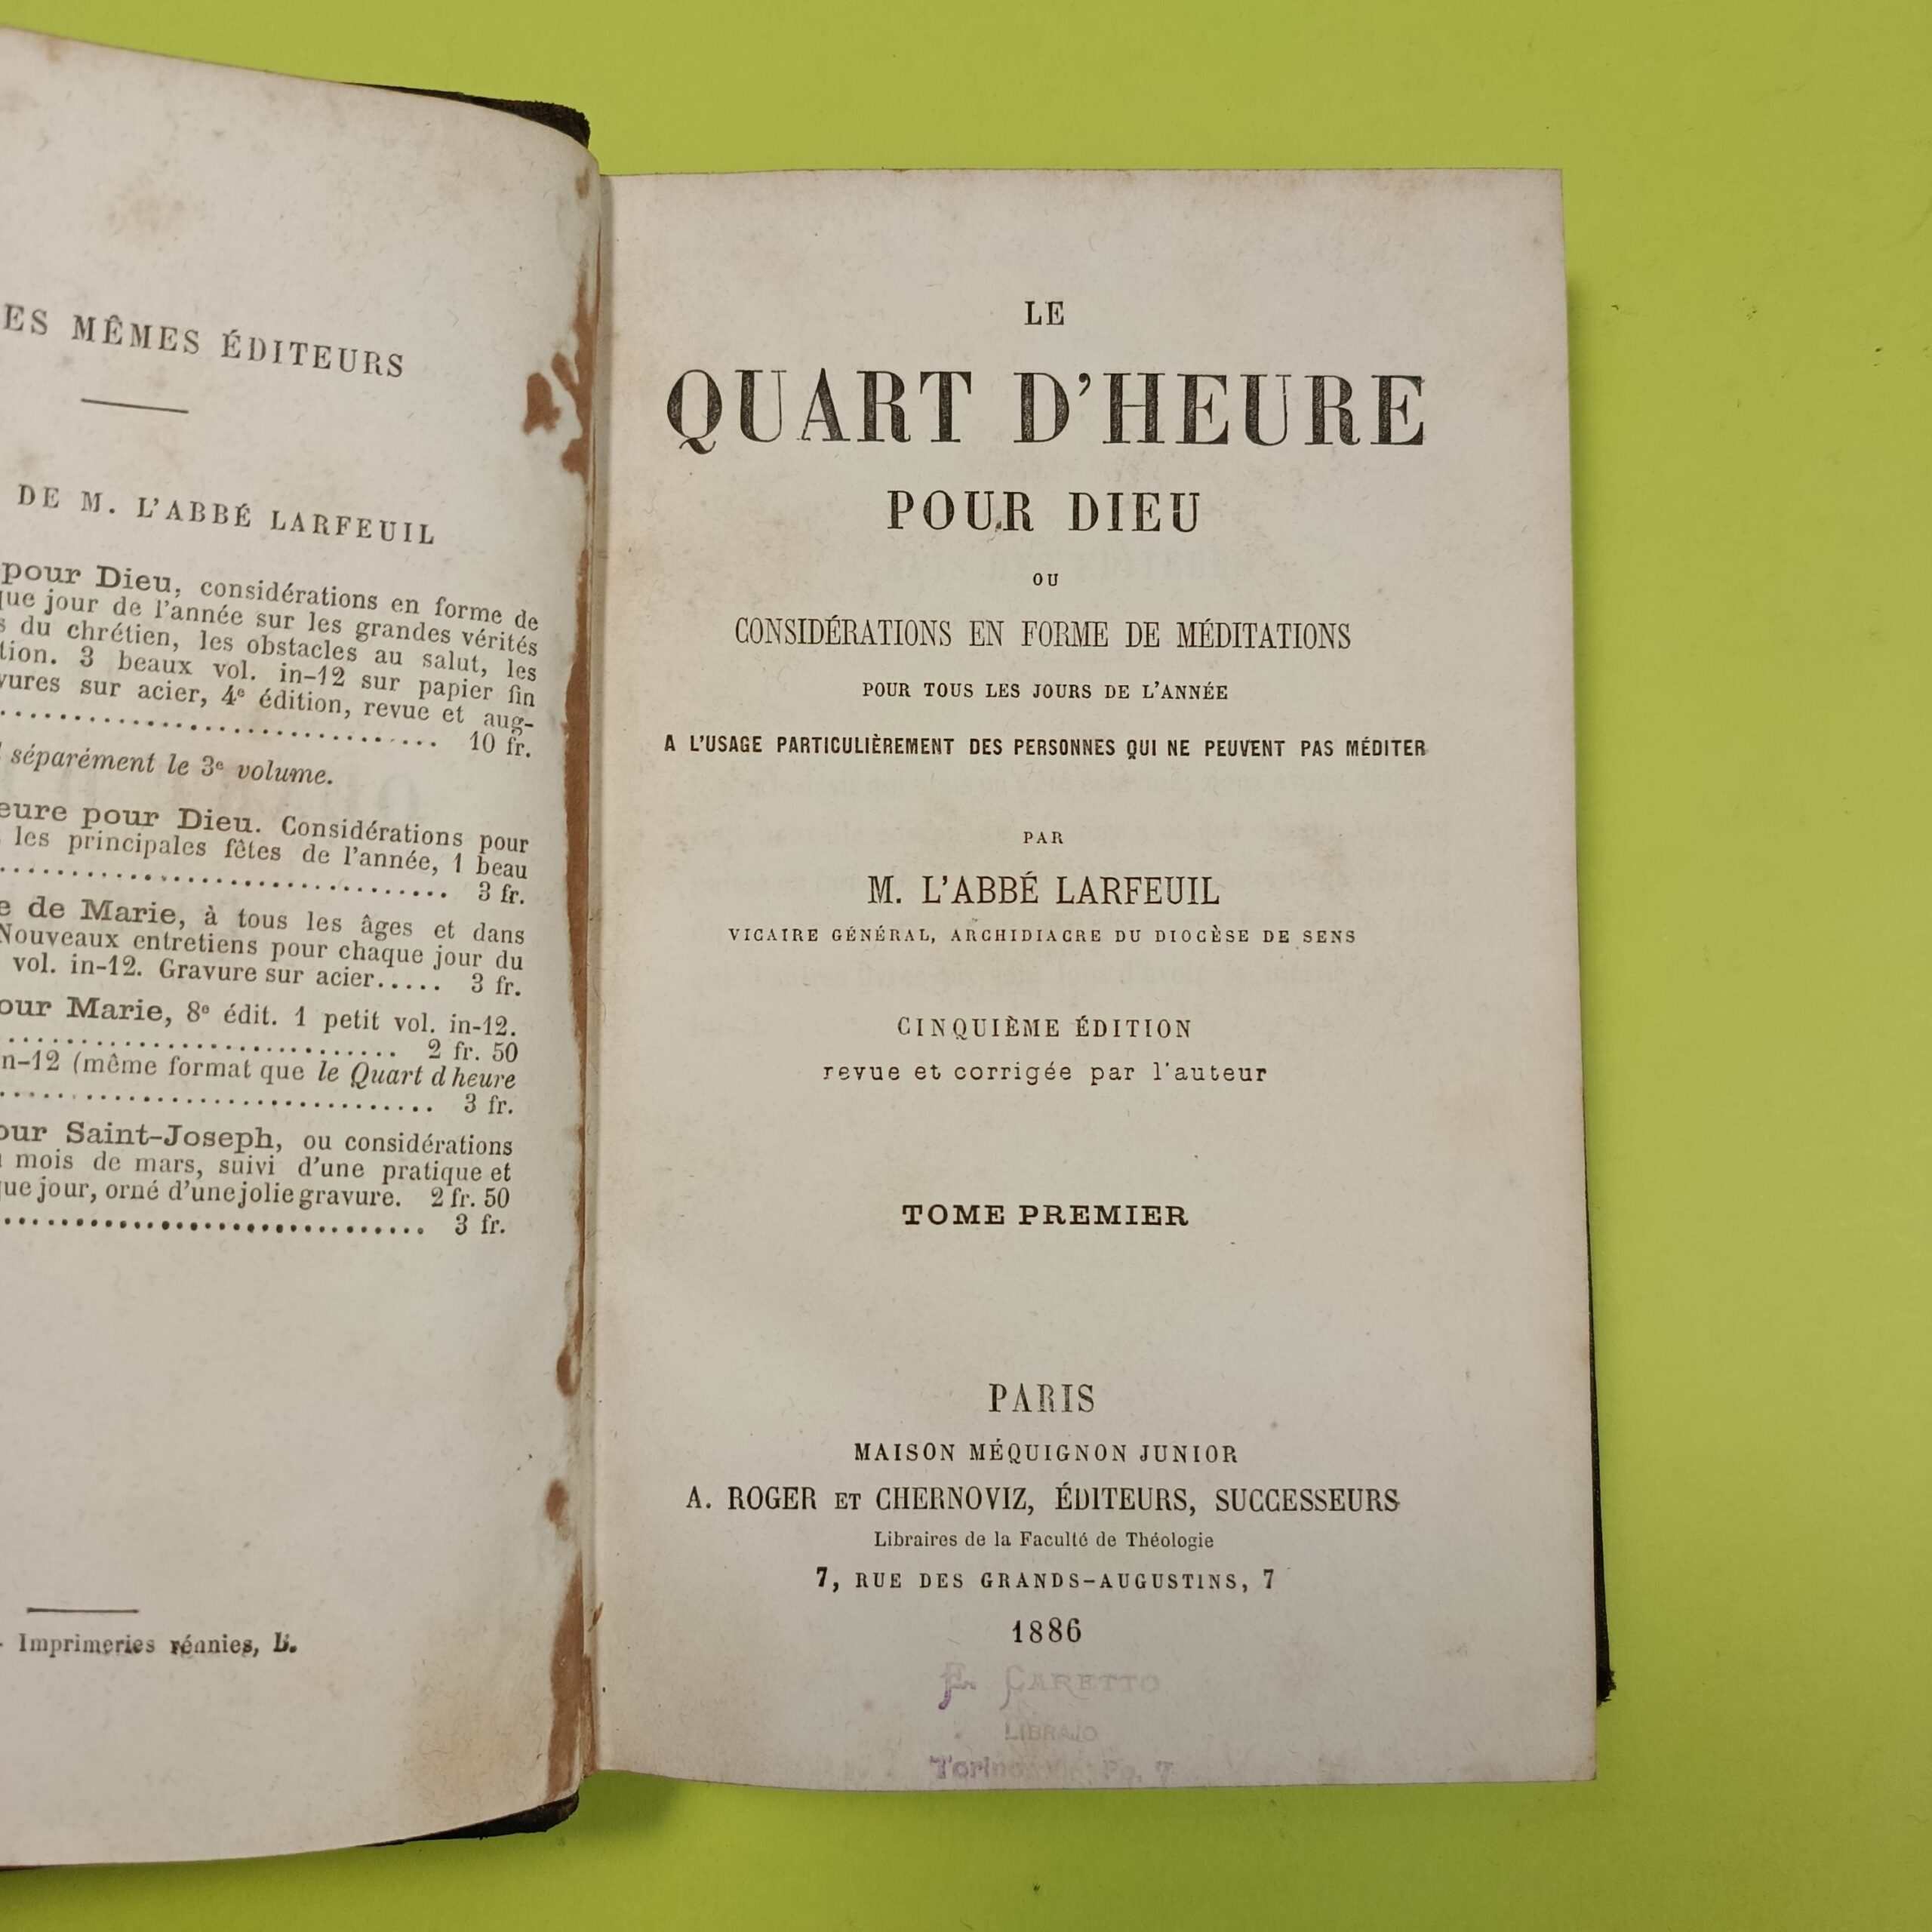 ES MÊMES ÉDITEURS
DE M. L'ABBÉ LARFEUIL
pour Dieu, considérations en forme de
que jour de l'année sur les grandes vérités
s du chrétien, les obstacles au salut, les
tion. 3 beaux vol. in-12 sur papier fin
vures sur acier, 4e édition, revue et aug-
10 fr.
séparément le 3e volume.
eure pour Dieu. Considérations pour
les principales fêtes de l'année, 1 beau
3 fr.
e de Marie, à tous les âges et dans
Nouveaux entretiens pour chaque jour du
vol. in-12. Gravure sur acier..... 3 fr.
our Marie, 8e édit. 1 petit vol. in-12.
2 fr. 50
n-12 (même format que le Quart d heure
3 fr.
our Saint-Joseph, ou considérations
mois de mars, suivi d'une pratique et
que jour, orné d'une jolie gravure. 2 fr. 50
3 fr.
Imprimeries réunies, B.
LE
QUART D'HEURE
POUR DIEU
OU
CONSIDÉRATIONS EN FORME DE MÉDITATIONS
POUR TOUS LES JOURS DE L'ANNÉE
A L'USAGE PARTICULIÈREMENT DES PERSONNES QUI NE PEUVENT PAS MÉDITER
PAR
M. L'ABBÉ LARFEUIL
VICAIRE GÉNÉRAL, ARCHIDIACRE DU DIOCÈSE DE SENS
CINQUIÈME ÉDITION
revue et corrigée par l'auteur
TOME PREMIER
PARIS
MAISON MÉQUIGNON JUNIOR
A. ROGER ET CHERNOVIZ, ÉDITEURS, SUCCESSEURS
Libraires de la Faculté de Théologie
7, RUE DES GRANDS-AUGUSTINS, 7
1886
CARETTO
LIBRAJO
Torino Po, 7